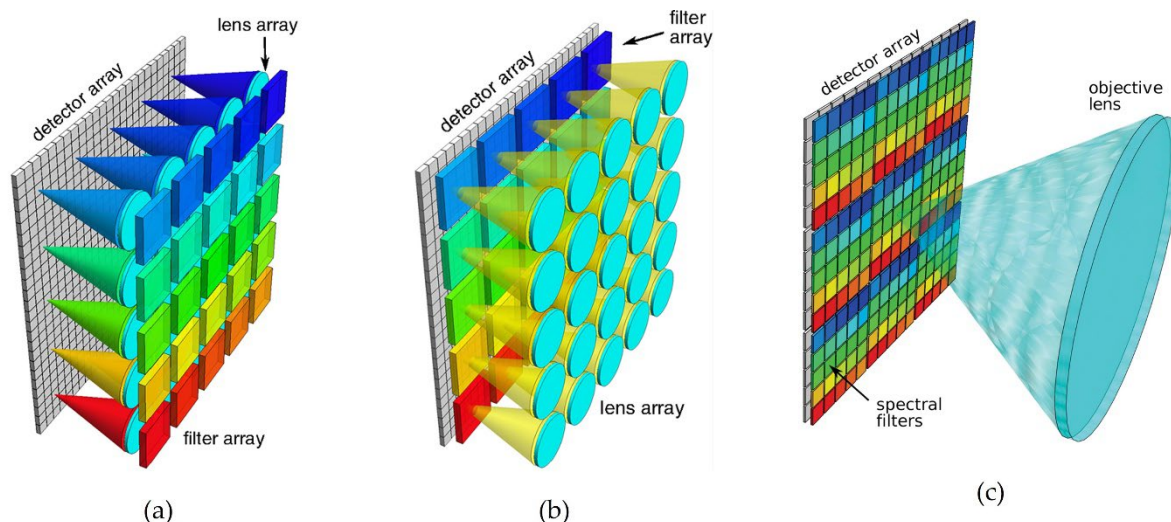 lens array
detector array
filter array
(a)
filter
array
detector array
lens array
(b)
detector array
objective
lens
spectral
filters
(c)